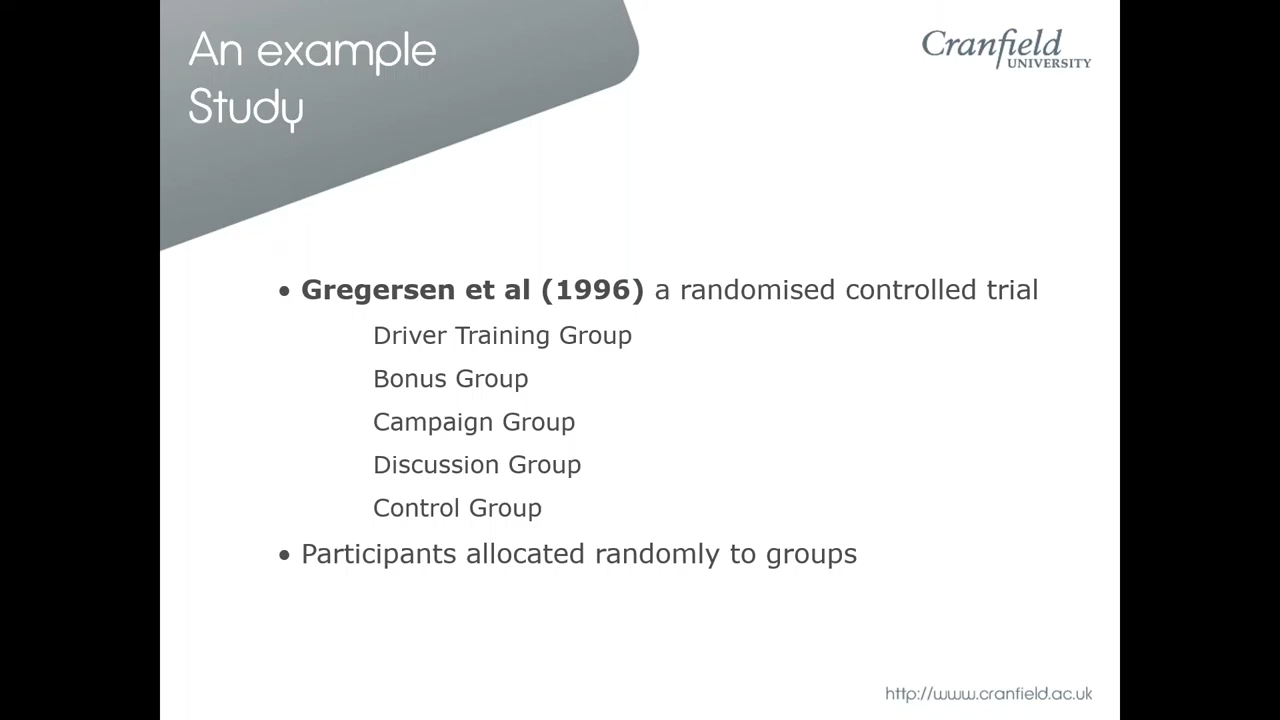 An example
Study
Cranfield
UNIVERSITY
• Gregersen et al (1996) a randomised controlled trial
Driver Training Group
Bonus Group
Campaign Group
Discussion Group
Control Group
• Participants allocated randomly to groups
http://www.cranfield.ac.uk